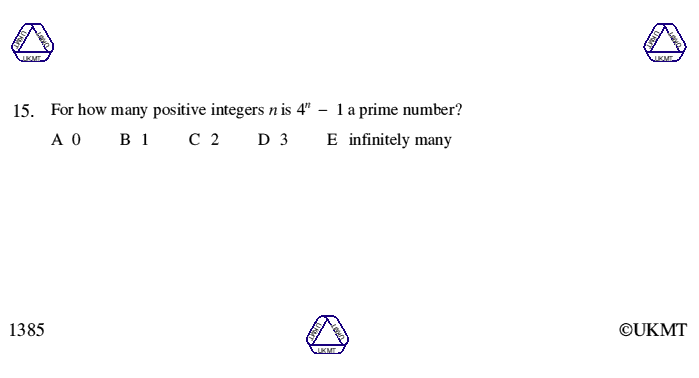 UKMT UKMT UKMT
UKMT UKMT UKMT
15. For how many positive integers n is 4ⁿ − 1 a prime number?
A 0 B 1 C 2 D 3 E infinitely many
1385
UKMT UKMT UKMT
©UKMT